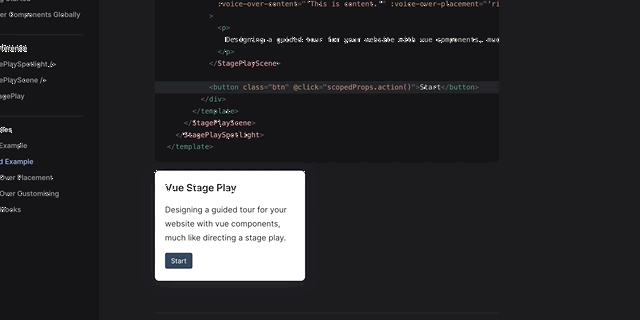 er Components Globally
:voice-over-content="'This is content.'" :voice-over-placement="'ri
ePlaySpotlight />
>
<p>
ePlayScene />
Designing a guided tour for your website made vue components, muc
</p>
agePlay
</StagePlayScene>
<button class="btn" @click="scopedProps.action()">Start</button>
</div>
</template>
</StagePlayScene>
</StagePlaySpotlight>
</template>
Example
d Example
Over Placement
Over Customising
Hooks
Vue Stage Play
Designing a guided tour for your
website with vue components,
much like directing a stage play.
Start